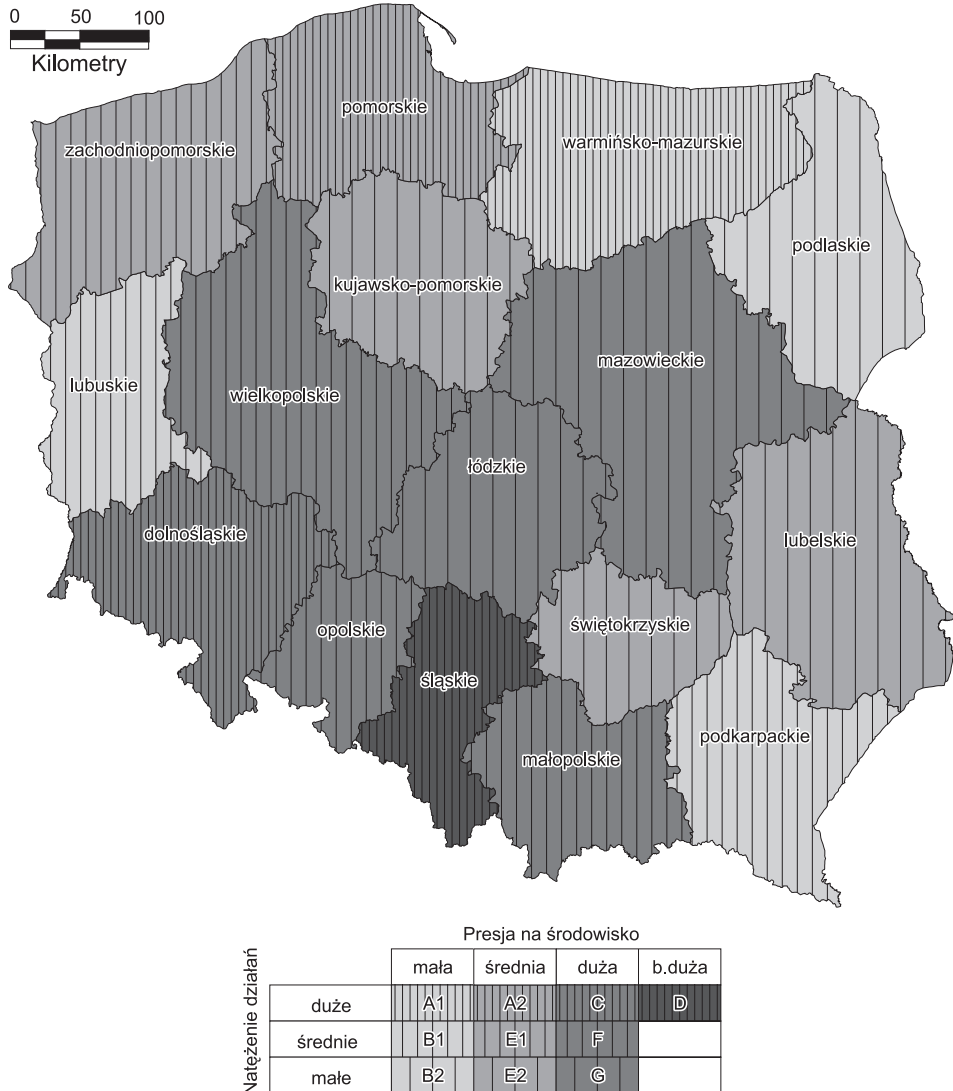 0 50 100
Kilometry
pomorskie
zachodniopomorskie
warmińsko-mazurskie
podlaskie
kujawsko-pomorskie
mazowieckie
lubuskie
wielkopolskie
łódzkie
dolnośląskie
lubelskie
opolskie
świętokrzyskie
śląskie
podkarpackie
małopolskie
Presja na środowisko
Natężenie działań
mała średnia duża b.duża
duże A1 A2 C D
średnie B1 E1 F
małe B2 E2 G